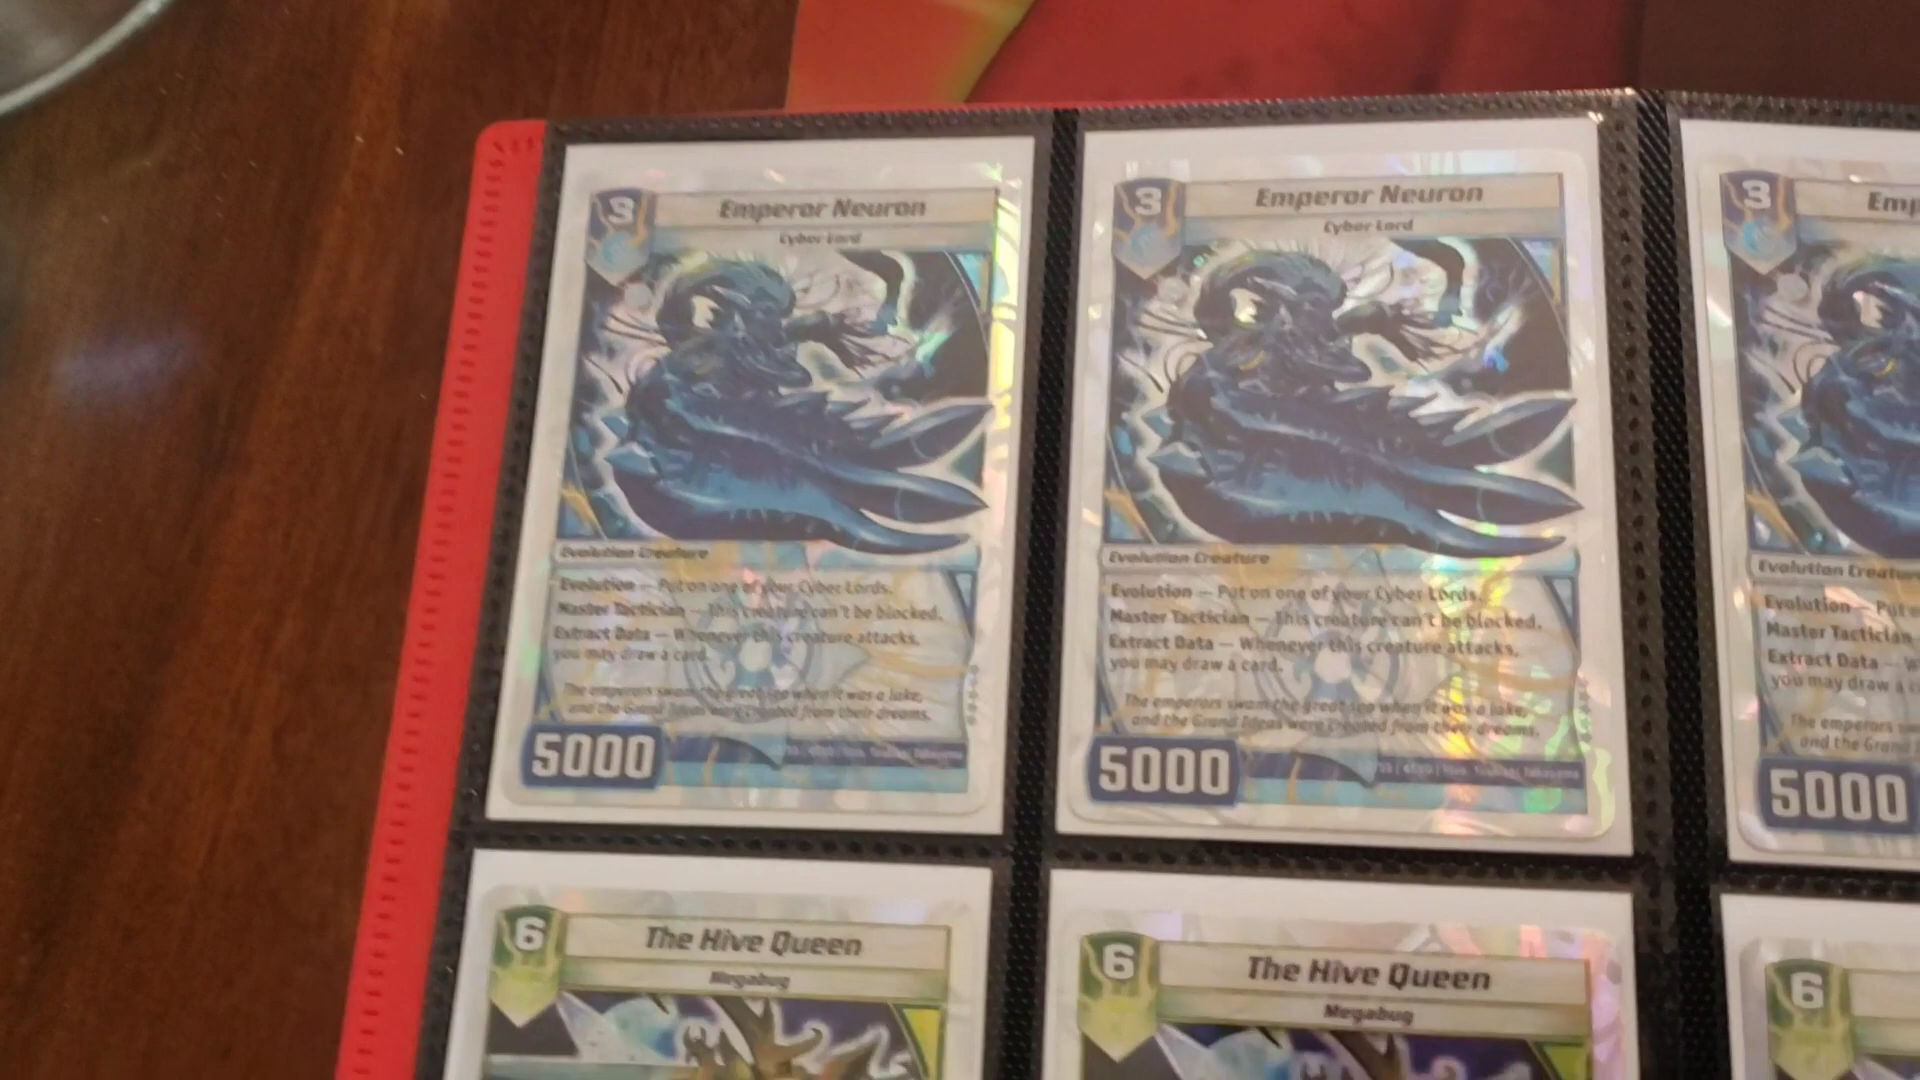 3
Emperor Neuron
Cyber Lord
Evolution Creature
Evolution — Put on one of your Cyber Lords.
Master Tactician — This creature can't be blocked.
Extract Data — Whenever this creature attacks,
you may draw a card.
The emperors swam the great sea when it was a lake,
and the Grand Ideas were created from their dreams.
5000
3
Emperor Neuron
Cyber Lord
Evolution Creature
Evolution — Put on one of your Cyber Lords.
Master Tactician — This creature can't be blocked.
Extract Data — Whenever this creature attacks,
you may draw a card.
The emperors swam the great sea when it was a lake,
and the Grand Ideas were created from their dreams.
5000
3
Emp
Evolution Creature
Evolution — Put
Master Tactician
Extract Data —
you may draw a
The emperors
and the Grand
5000
6
The Hive Queen
Megabug
6
The Hive Queen
Megabug
6